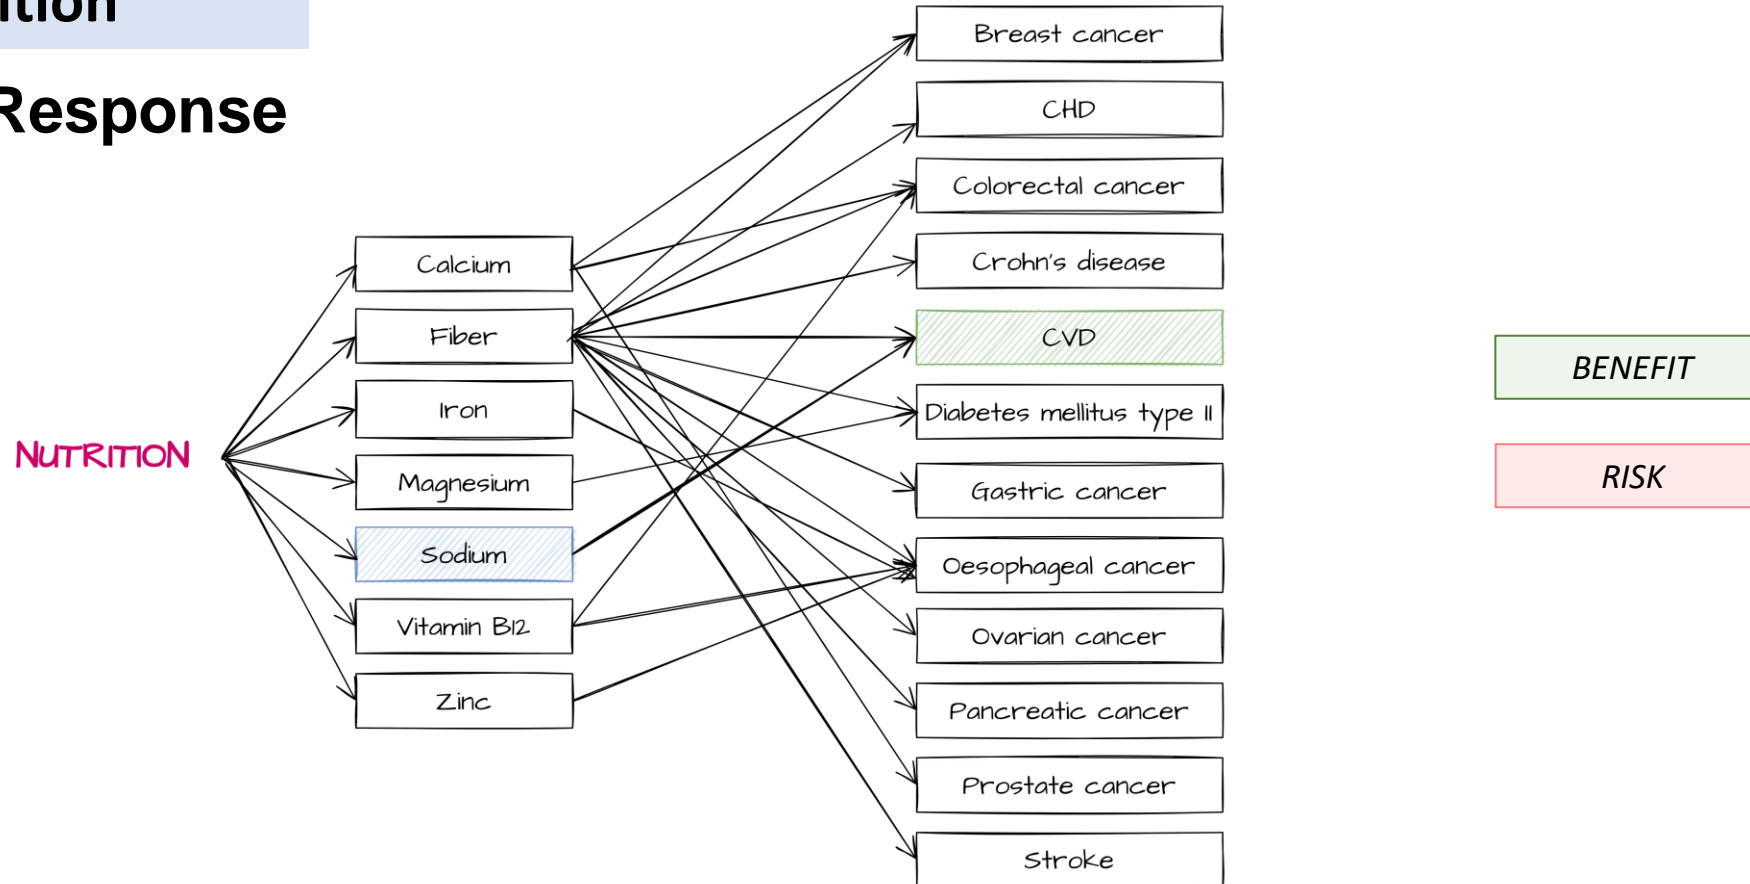 Response
Breast cancer
CHD
Colorectal cancer
Crohn's disease
CVD
Diabetes mellitus type II
Gastric cancer
Oesophageal cancer
Ovarian cancer
Pancreatic cancer
Prostate cancer
Stroke
Calcium
Fiber
Iron
Magnesium
Sodium
Vitamin B12
Zinc
NUTRITION
BENEFIT
RISK